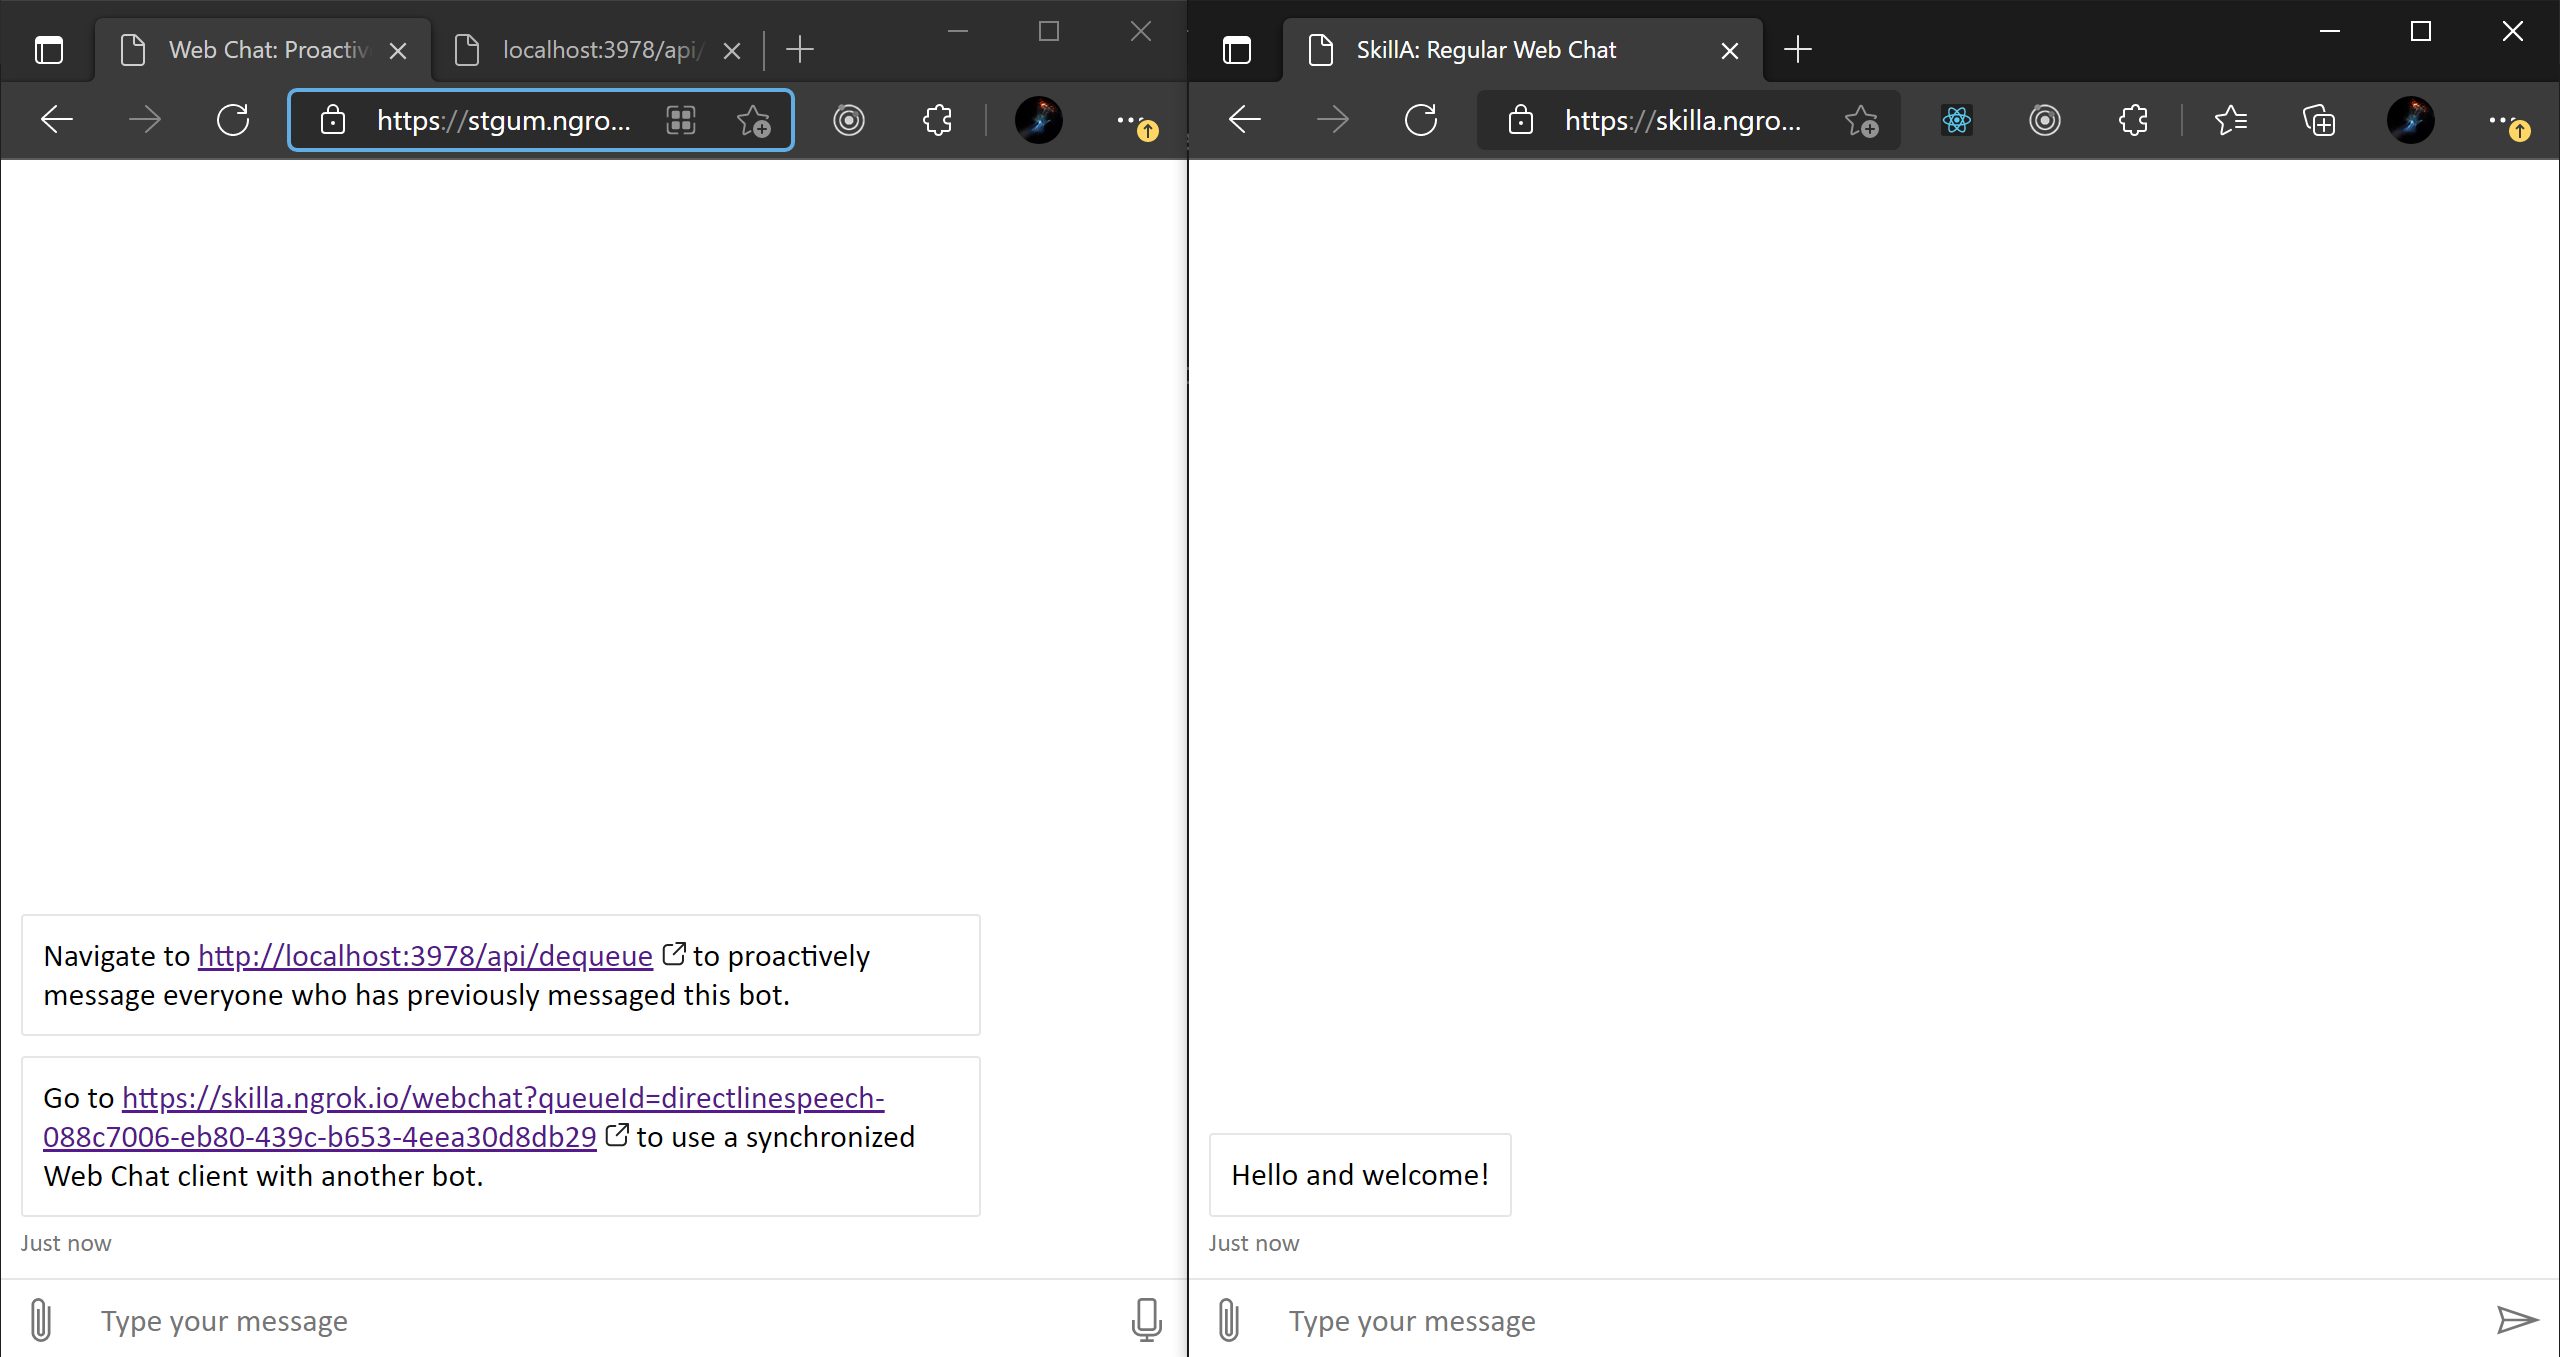 Web Chat: Proactiv
localhost:3978/api/
https://stgum.ngro...
Navigate to http://localhost:3978/api/dequeue to proactively
message everyone who has previously messaged this bot.
Go to https://skilla.ngrok.io/webchat?queueId=directlinespeech-
088c7006-eb80-439c-b653-4eea30d8db29 to use a synchronized
Web Chat client with another bot.
Just now
Type your message
SkillA: Regular Web Chat
https://skilla.ngro...
Hello and welcome!
Just now
Type your message